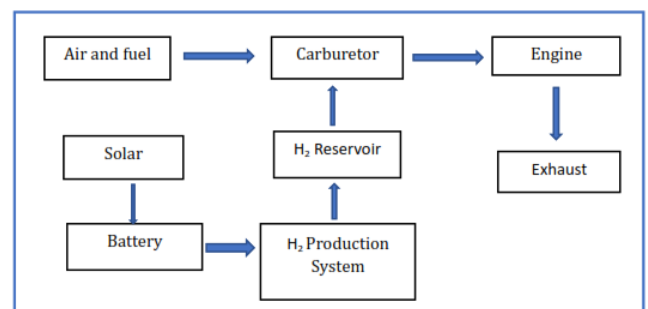 Air and fuel
Carburetor
Engine
Solar
H₂ Reservoir
Exhaust
Battery
H₂ Production
System